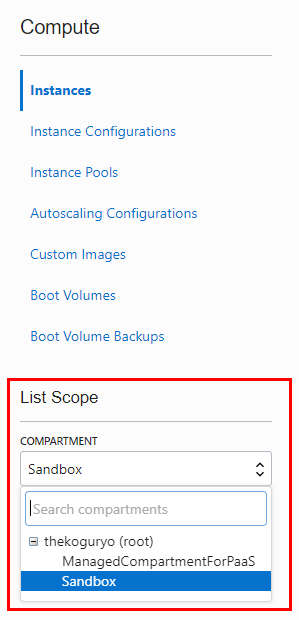 Compute
Instances
Instance Configurations
Instance Pools
Autoscaling Configurations
Custom Images
Boot Volumes
Boot Volume Backups
List Scope
COMPARTMENT
Sandbox
Search compartments
thekoguryo (root)
ManagedCompartmentForPaaS
Sandbox